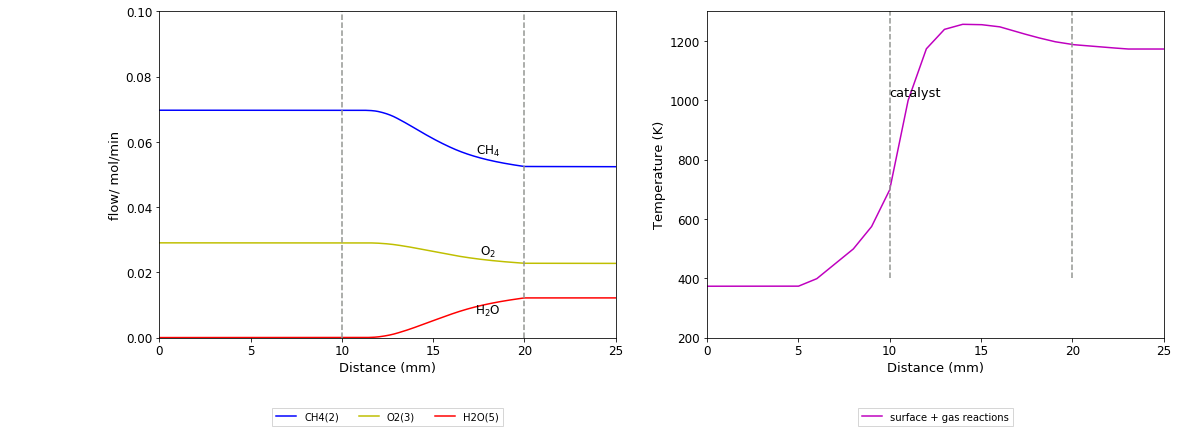 0.10
0.08
0.06
0.04
0.02
0.00
flow/ mol/min
CH4
O2
H2O
0 5 10 15 20 25
Distance (mm)
CH4(2) O2(3) H2O(5)
1200
1000
800
600
400
200
Temperature (K)
catalyst
0 5 10 15 20 25
Distance (mm)
surface + gas reactions